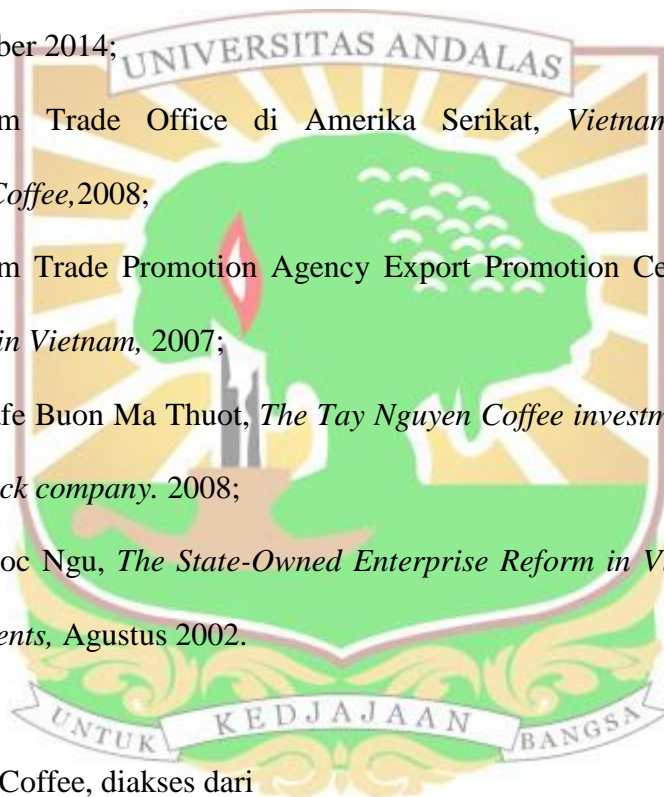 ber 2014;
UNIVERSITAS ANDALAS
m Trade Office di Amerika Serikat, Vietnam
Coffee,2008;
m Trade Promotion Agency Export Promotion Ce
in Vietnam, 2007;
afe Buon Ma Thuot, The Tay Nguyen Coffee investm
ck company. 2008;
oc Ngu, The State-Owned Enterprise Reform in V
ents, Agustus 2002.
UNTUK KEDJAJAAN BANGSA
Coffee, diakses dari